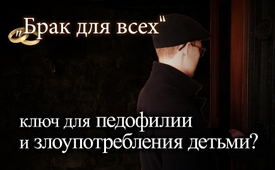 „Брак для всех“
ключ для педофилии
и злоупотребления детьми?